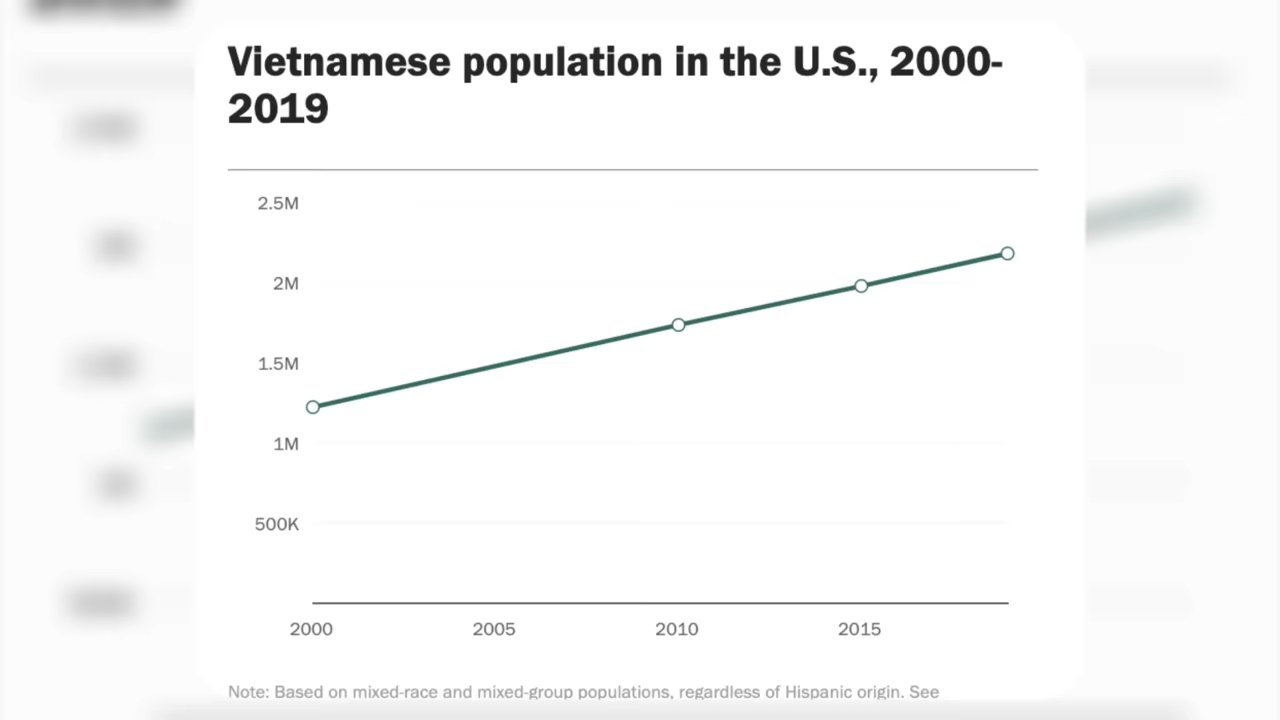 Vietnamese population in the U.S., 2000-
2019
2.5M
2M
1.5M
1M
500K
2000 2005 2010 2015
Note: Based on mixed-race and mixed-group populations, regardless of Hispanic origin. See